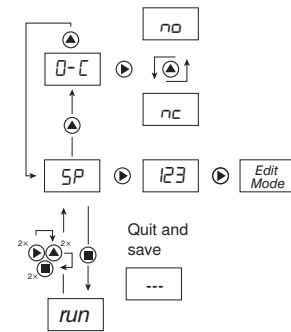 no
0-C
nc
SP
123
Edit
Mode
2×
2×
2×
Quit and
save
---
run